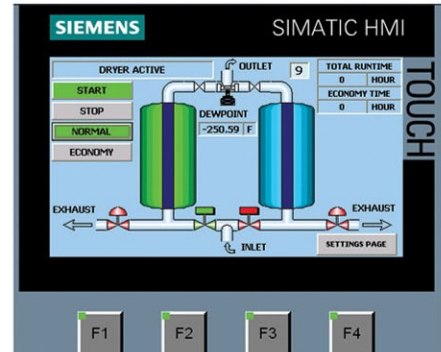 SIEMENS
SIMATIC HMI
TOUCH
DRYER ACTIVE
OUTLET
9
TOTAL RUNTIME
0 HOUR
ECONOMY TIME
0 HOUR
START
STOP
NORMAL
ECONOMY
DEWPOINT
-250.59 F
EXHAUST
EXHAUST
INLET
SETTINGS PAGE
F1
F2
F3
F4